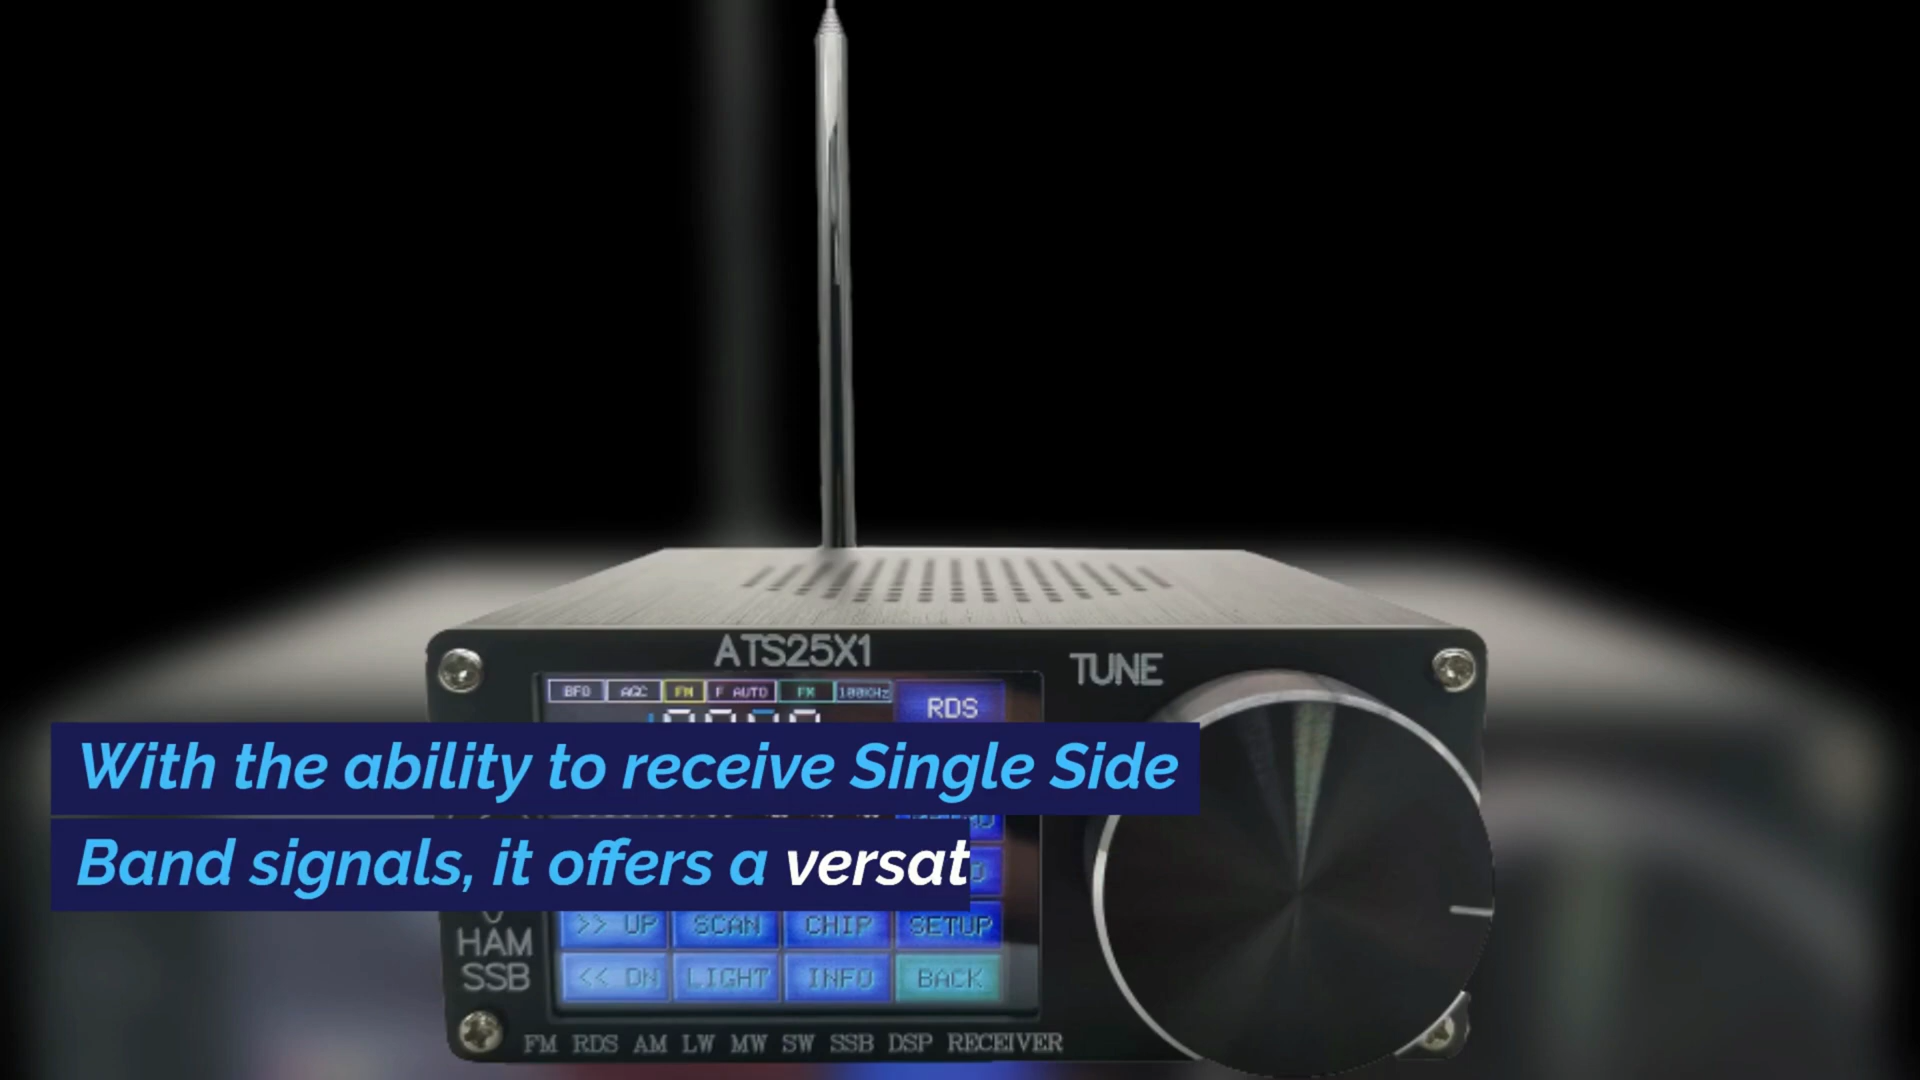 ATS25X1
TUNE
BFO AGC FM F AUTO FM 100KHz
RDS
With the ability to receive Single Side
Band signals, it offers a versat
>> UP SCAN CHIP SETUP
HAM
<< DN LIGHT INFO BACK
SSB
FM RDS AM LW MW SW SSB DSP RECEIVER